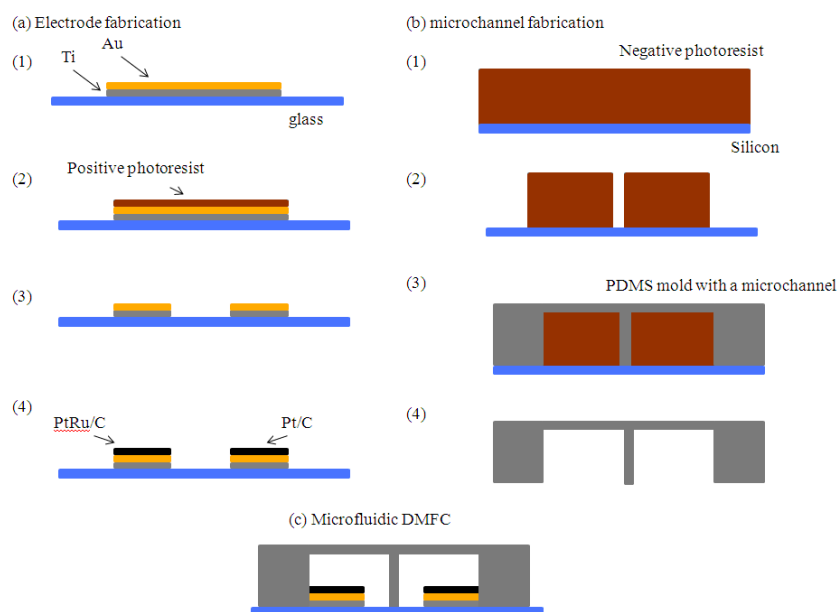 (a) Electrode fabrication
(1)
Ti
Au
glass
(2)
Positive photoresist
(3)
(4)
PtRu/C
Pt/C
(b) microchannel fabrication
(1)
Negative photoresist
Silicon
(2)
(3)
PDMS mold with a microchannel
(4)
(c) Microfluidic DMFC